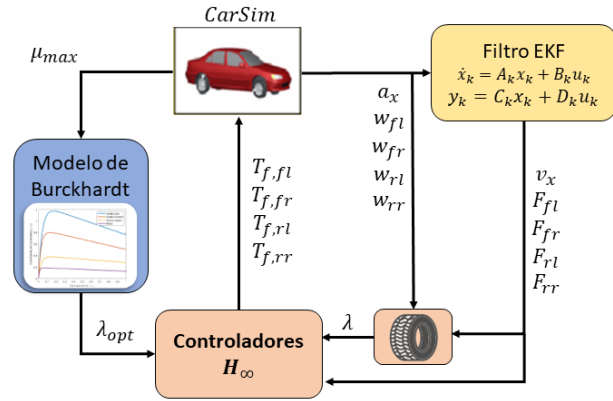 CarSim
μ_max
Filtro EKF
ẋ_k = A_k x_k + B_k u_k
y_k = C_k x_k + D_k u_k
a_x
w_fl
w_fr
w_rl
w_rr
Modelo de
Burckhardt
T_f,fl
T_f,fr
T_f,rl
T_f,rr
v_x
F_fl
F_fr
F_rl
F_rr
λ_opt
Controladores
H_∞
λ